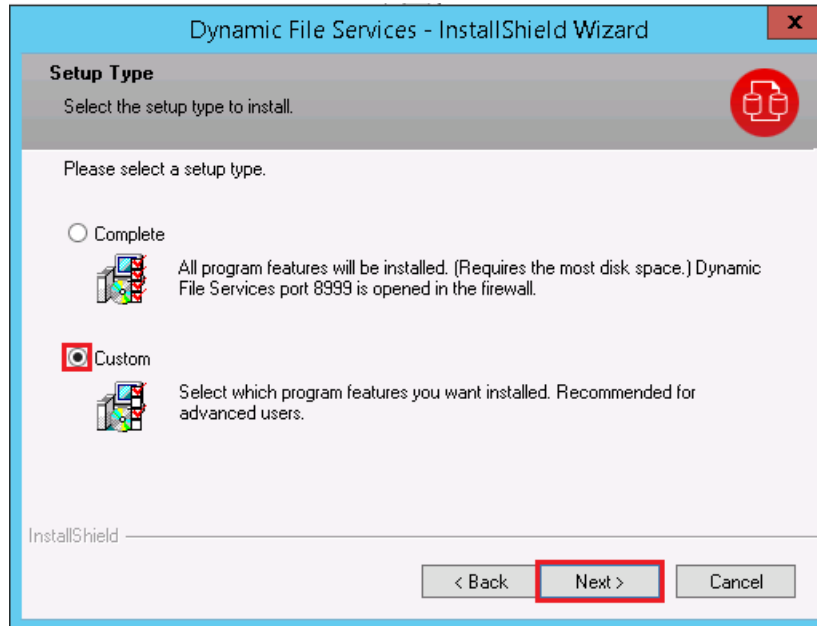 Dynamic File Services - InstallShield Wizard
x
Setup Type
Select the setup type to install.
Please select a setup type.
Complete
All program features will be installed. (Requires the most disk space.) Dynamic
File Services port 8999 is opened in the firewall.
Custom
Select which program features you want installed. Recommended for
advanced users.
InstallShield
< Back Next > Cancel